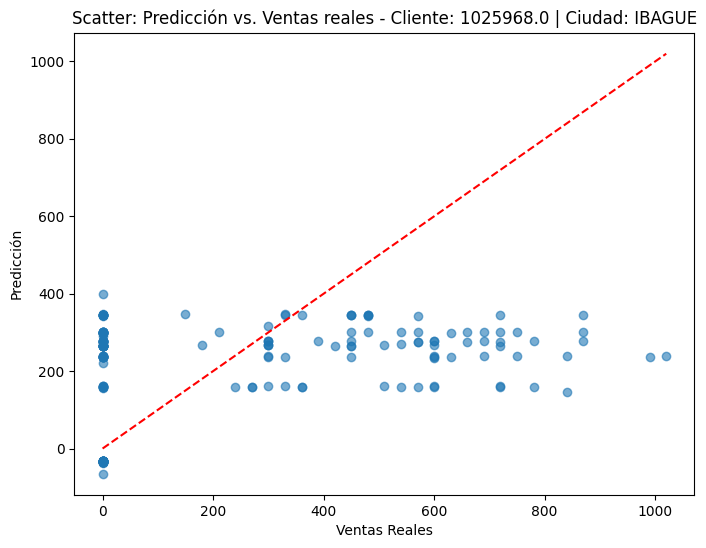 Scatter: Predicción vs. Ventas reales - Cliente: 1025968.0 | Ciudad: IBAGUE
Predicción
1000
800
600
400
200
0
0 200 400 600 800 1000
Ventas Reales